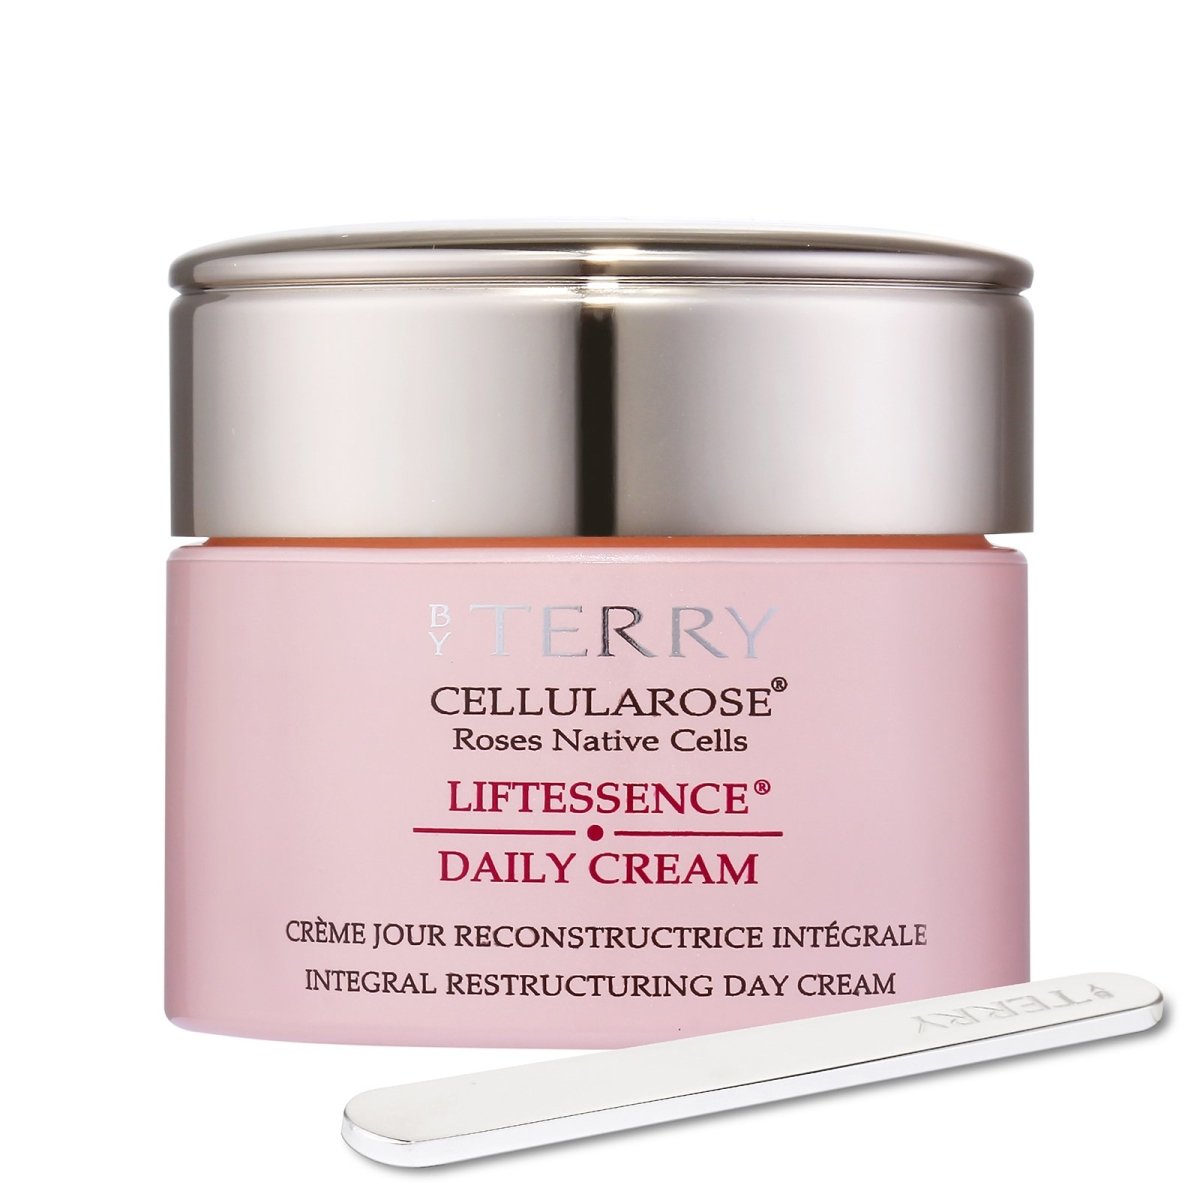 BY TERRY
CELLULAROSE®
Roses Native Cells
LIFTESSENCE®
DAILY CREAM
CRÈME JOUR RECONSTRUCTRICE INTÉGRALE
INTEGRAL RESTRUCTURING DAY CREAM
BY TERRY